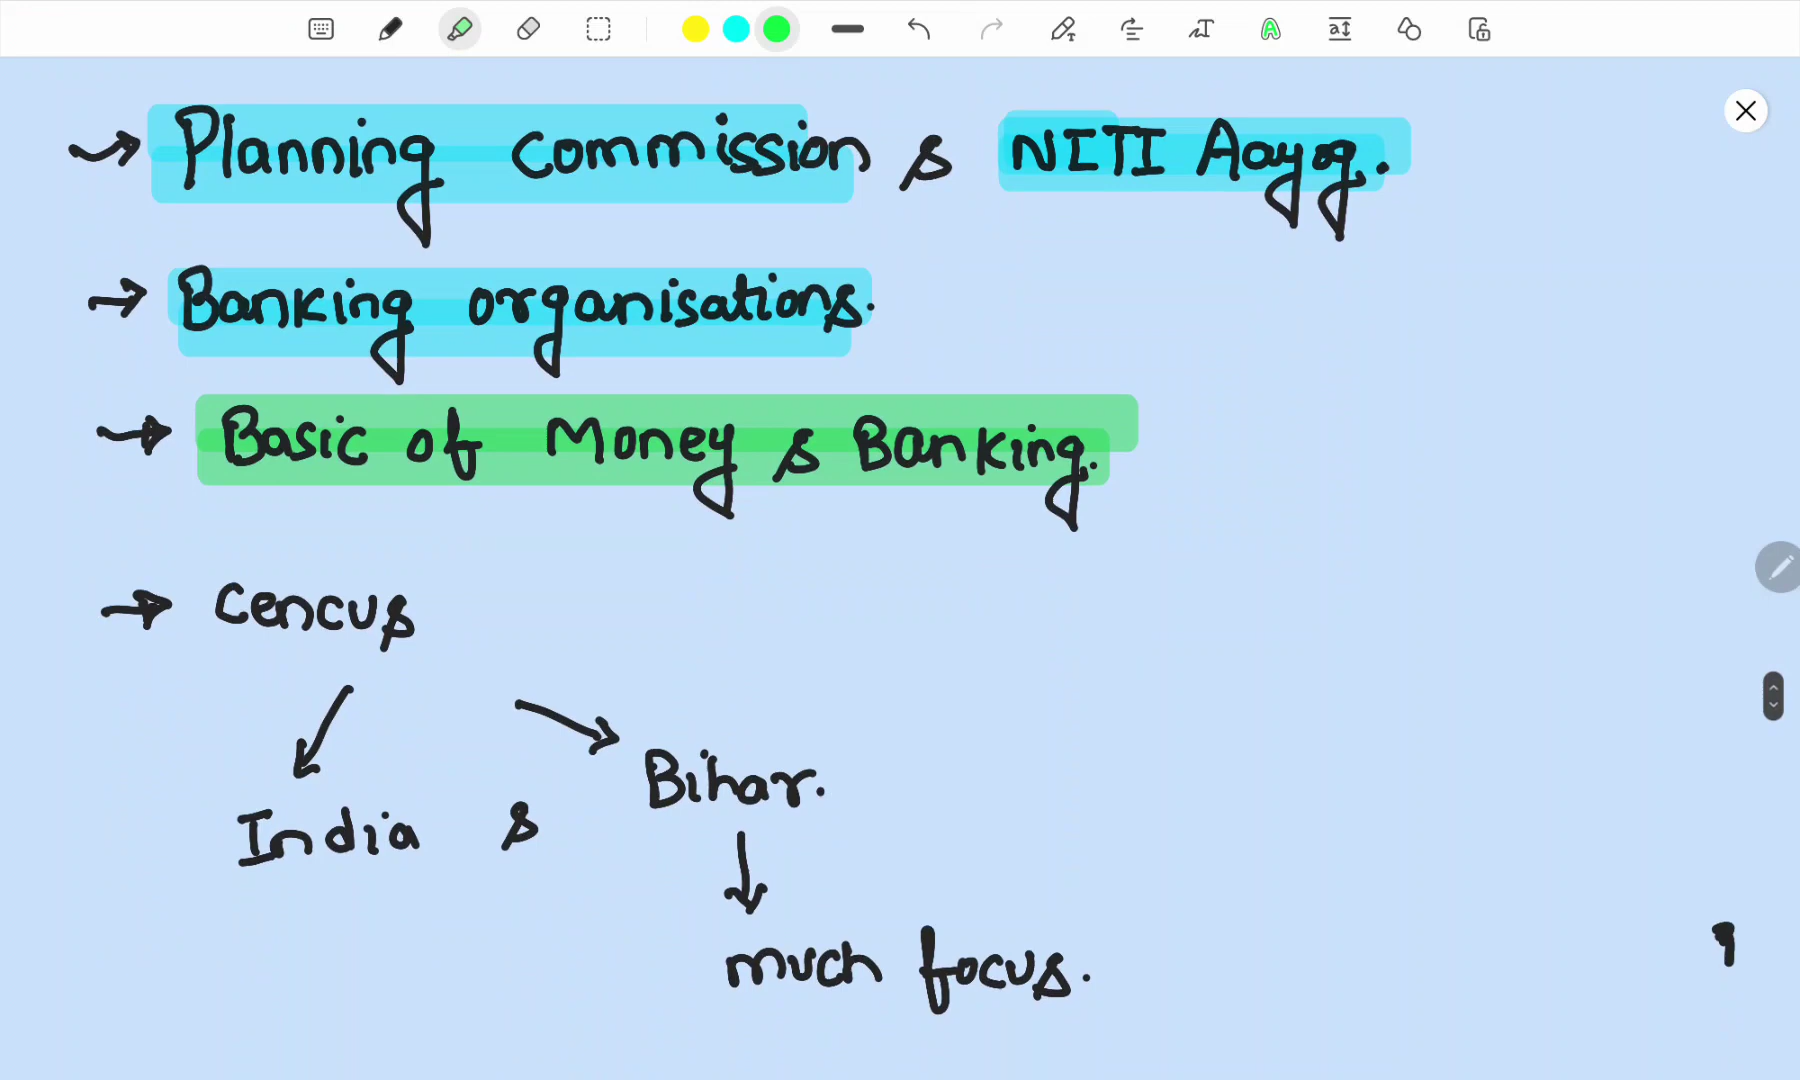 → Planning Commission & NITI Aayog.
→ Banking organisations.
→ Basic of Money & Banking.
→ Cencus
India & Bihar.
much focus.